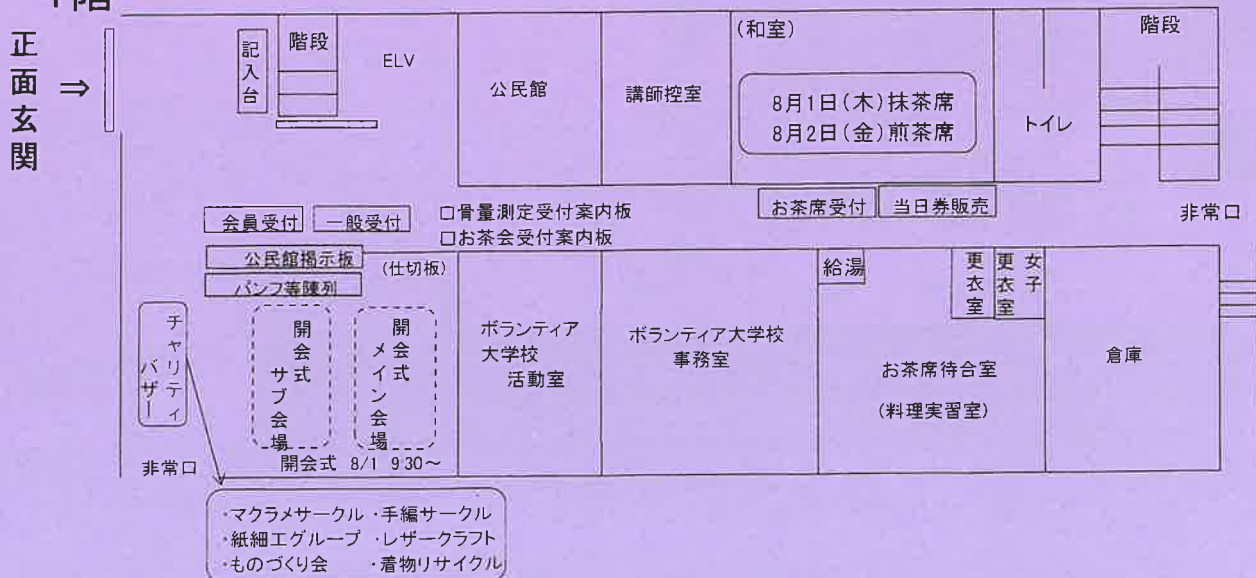 1階
正面玄関
⇒
記入台
階段
ELV
公民館
講師控室
(和室)
8月1日(木)抹茶席
8月2日(金)煎茶席
トイレ
階段
会員受付
一般受付
□骨量測定受付案内板
□お茶会受付案内板
お茶席受付
当日券販売
非常口
公民館掲示板
(仕切板)
パンフ等陳列
チャリティ
バザー
開会式
サブ会場
開会式
メイン会場
ボランティア
大学校
活動室
ボランティア大学校
事務室
給湯
更衣室
女子
更衣室
お茶席待合室
(料理実習室)
倉庫
非常口
開会式 8/1 9:30~
・マクラメサークル ・手編サークル
・紙細工グループ ・レザークラフト
・ものづくり会 ・着物リサイクル